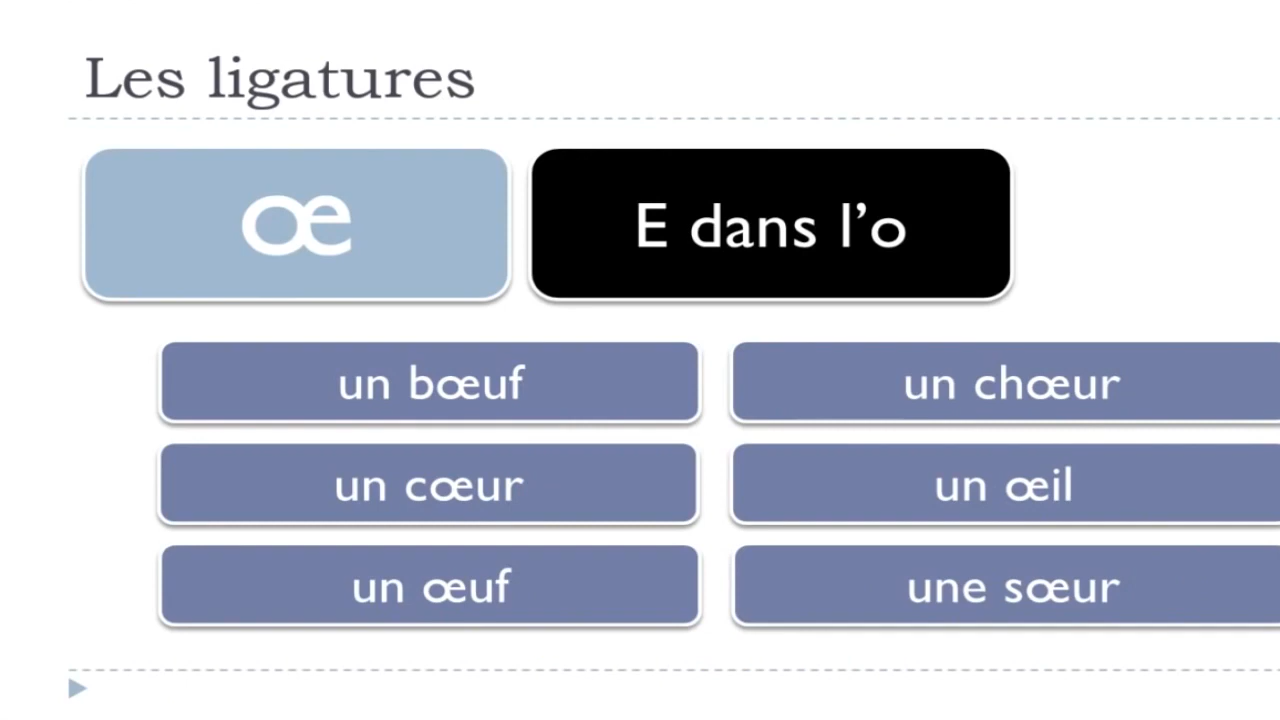 Les ligatures
œ
E dans l’o
un bœuf
un chœur
un cœur
un œil
un œuf
une sœur